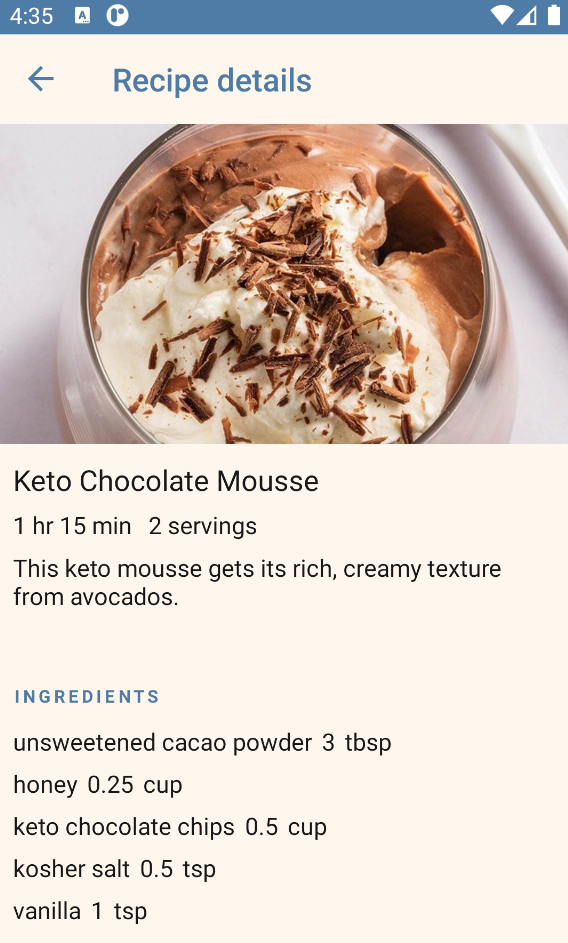 4:35
Recipe details
Keto Chocolate Mousse
1 hr 15 min 2 servings
This keto mousse gets its rich, creamy texture
from avocados.
INGREDIENTS
unsweetened cacao powder 3 tbsp
honey 0.25 cup
keto chocolate chips 0.5 cup
kosher salt 0.5 tsp
vanilla 1 tsp